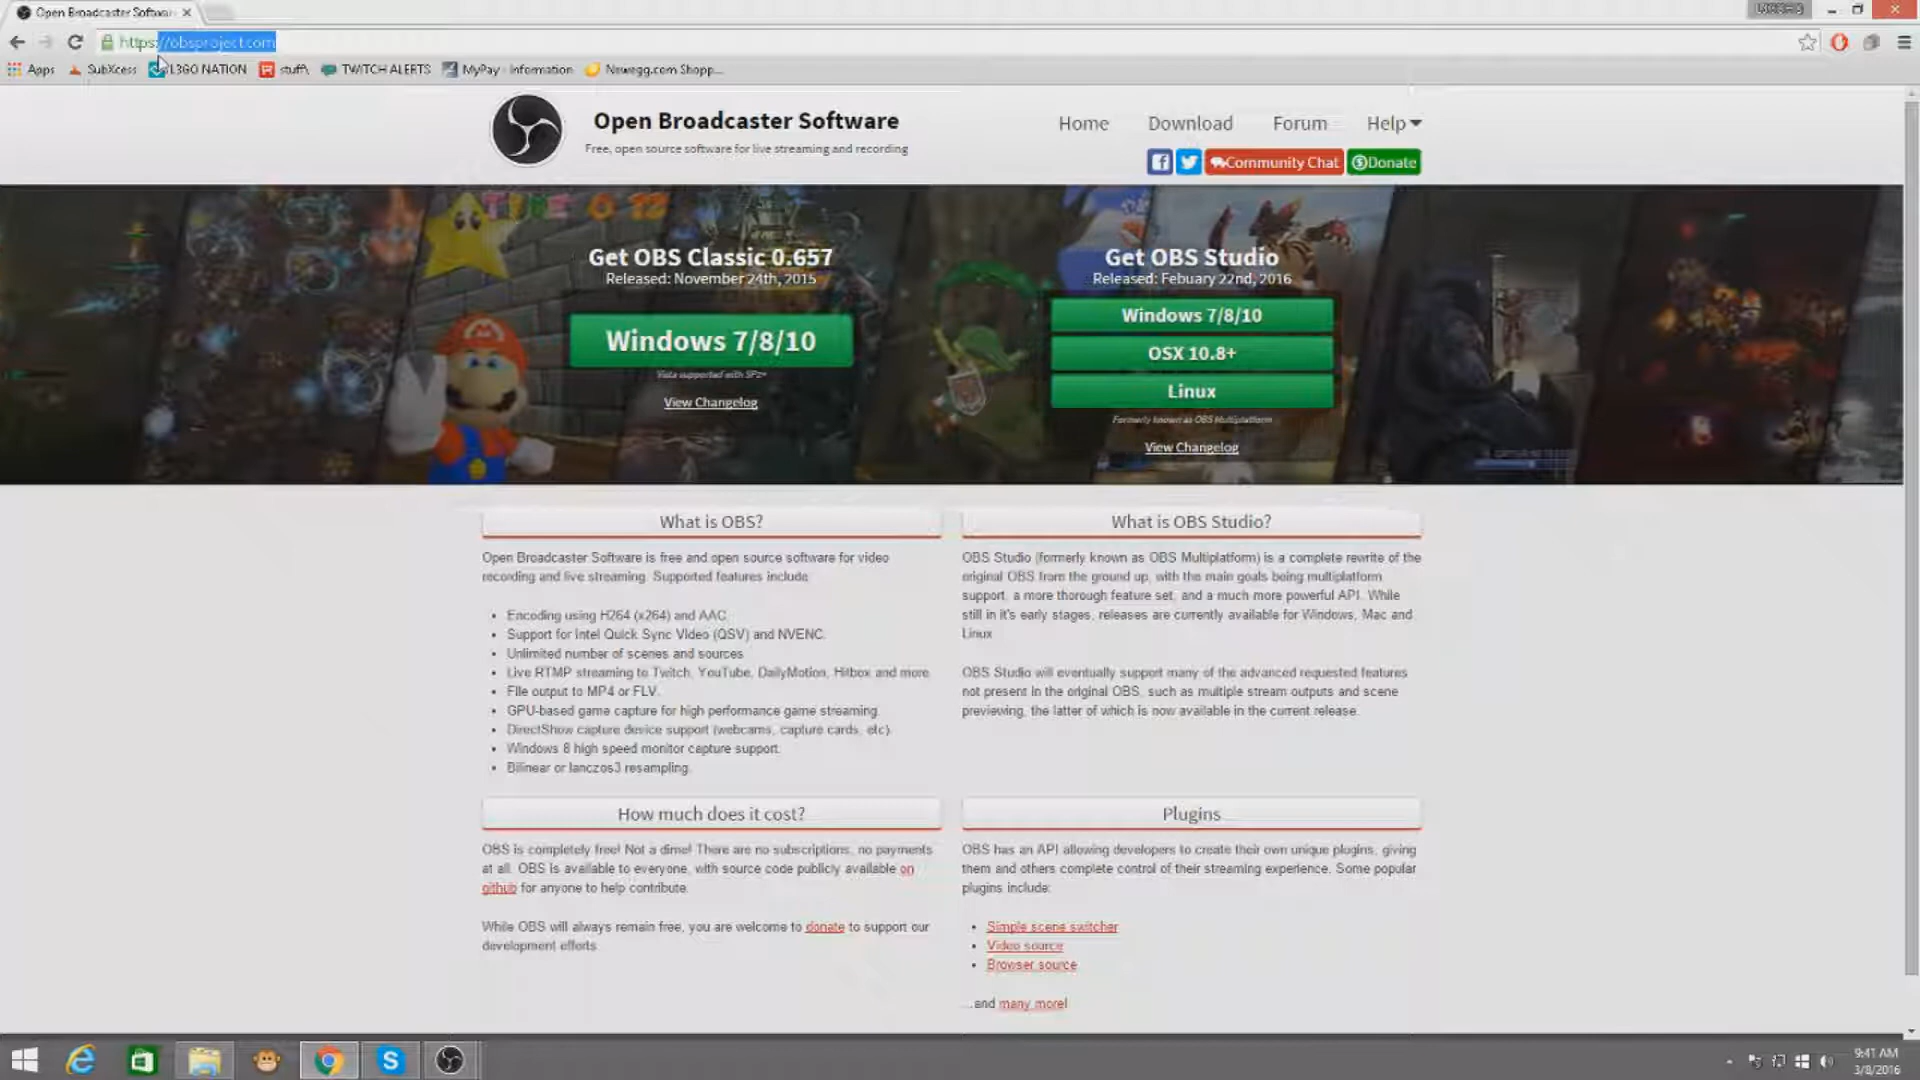 Open Broadcaster Softwar
https://obsproject.com
Apps
SubXcess
L3GO NATION
stuff\
TWITCH ALERTS
MyPay - Information
Newegg.com Shopp...
Open Broadcaster Software
Free, open source software for live streaming and recording
Home
Download
Forum
Help
Community Chat
Donate
Get OBS Classic 0.657
Released: November 24th, 2015
Windows 7/8/10
Vista supported with SP2+
View Changelog
Get OBS Studio
Released: Febuary 22nd, 2016
Windows 7/8/10
OSX 10.8+
Linux
Formerly known as OBS Multiplatform
View Changelog
What is OBS?
Open Broadcaster Software is free and open source software for video
recording and live streaming. Supported features include
• Encoding using H264 (x264) and AAC.
• Support for Intel Quick Sync Video (QSV) and NVENC.
• Unlimited number of scenes and sources
• Live RTMP streaming to Twitch, YouTube, DailyMotion, Hitbox and more
• File output to MP4 or FLV.
• GPU-based game capture for high performance game streaming.
• DirectShow capture device support (webcams, capture cards, etc).
• Windows 8 high speed monitor capture support.
• Bilinear or lanczos3 resampling.
What is OBS Studio?
OBS Studio (formerly known as OBS Multiplatform) is a complete rewrite of the
original OBS from the ground up, with the main goals being multiplatform
support, a more thorough feature set, and a much more powerful API. While
still in it's early stages, releases are currently available for Windows, Mac and
Linux
OBS Studio will eventually support many of the advanced requested features
not present in the original OBS, such as multiple stream outputs and scene
previewing, the latter of which is now available in the current release.
How much does it cost?
OBS is completely free! Not a dime! There are no subscriptions, no payments
at all. OBS is available to everyone, with source code publicly available on
github for anyone to help contribute.
While OBS will always remain free, you are welcome to donate to support our
development efforts.
Plugins
OBS has an API allowing developers to create their own unique plugins, giving
them and others complete control of their streaming experience. Some popular
plugins include:
• Simple scene switcher
• Video source
• Browser source
...and many more!
9:41 AM
3/8/2016